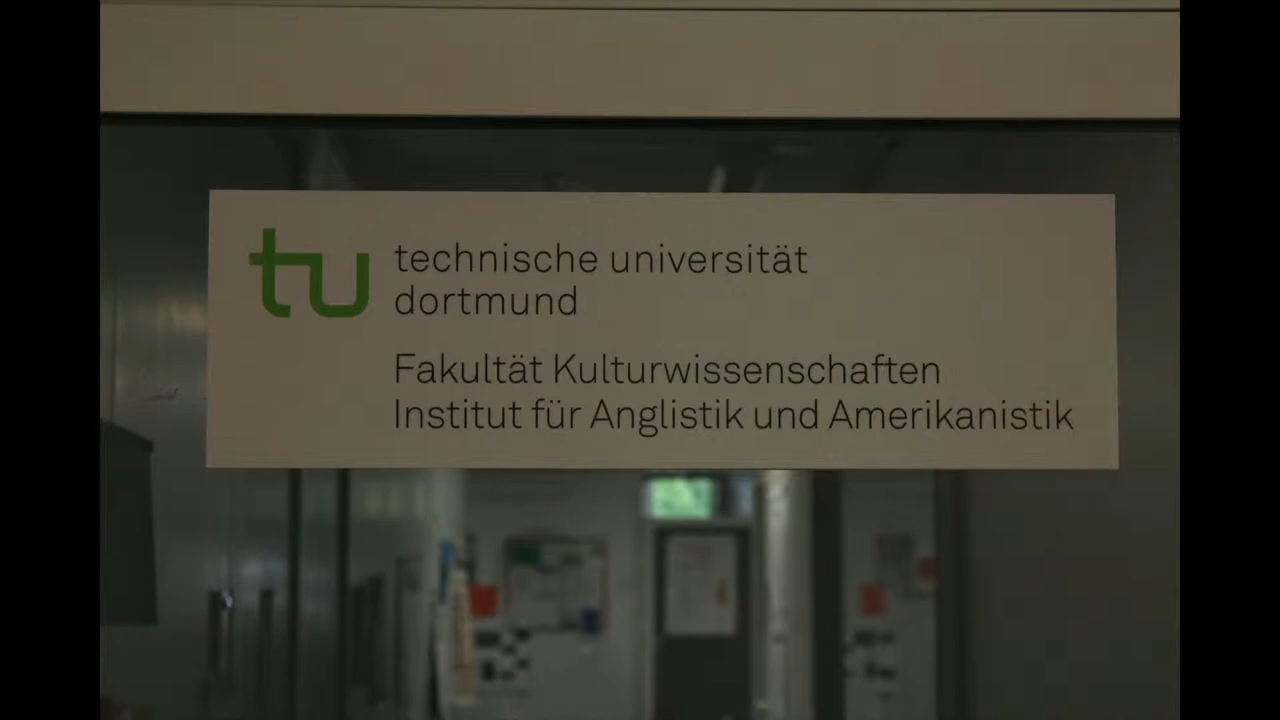 tu technische universität
dortmund
Fakultät Kulturwissenschaften
Institut für Anglistik und Amerikanistik